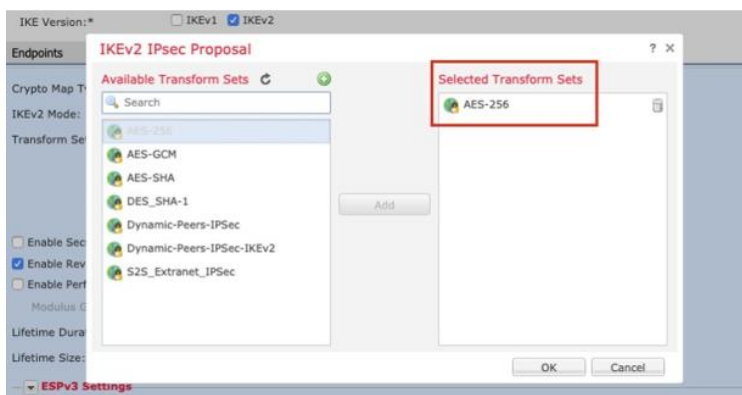 IKE Version:* IKEv1 IKEv2
Endpoints
IKEv2 IPsec Proposal ? ×
Available Transform Sets
Selected Transform Sets
Search
AES-256
AES-256
AES-GCM
AES-SHA
DES_SHA-1
Dynamic-Peers-IPSec
Dynamic-Peers-IPSec-IKEv2
S2S_Extranet_IPSec
Add
OK Cancel
Crypto Map T
IKEv2 Mode:
Transform Se
Enable Sec
Enable Rev
Enable Perf
Modulus G
Lifetime Dura
Lifetime Size:
ESPv3 Settings